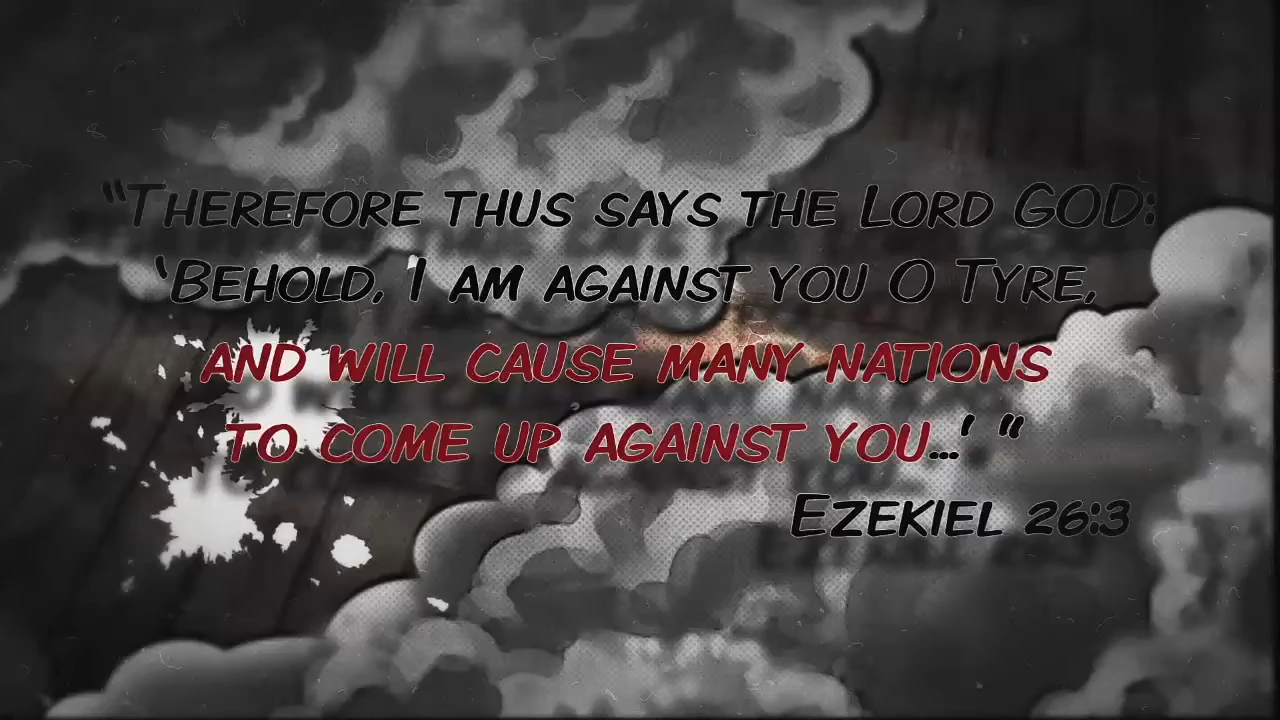 “Therefore thus says the Lord GOD:
‘Behold, I am against you O Tyre,
and will cause many nations
to come up against you...’ ”
Ezekiel 26:3